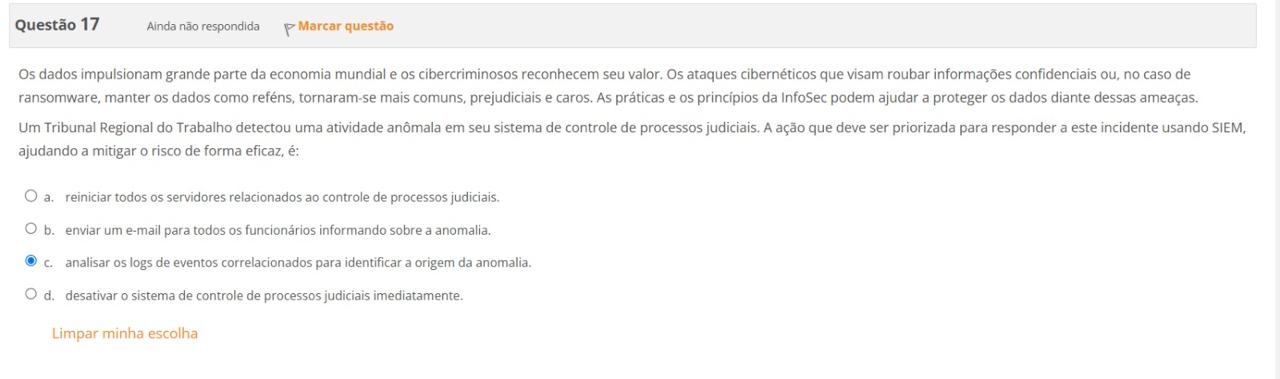 Questão 17 Ainda não respondida Marcar questão
Os dados impulsionam grande parte da economia mundial e os cibercriminosos reconhecem seu valor. Os ataques cibernéticos que visam roubar informações confidenciais ou, no caso de
ransomware, manter os dados como reféns, tornaram-se mais comuns, prejudiciais e caros. As práticas e os princípios da InfoSec podem ajudar a proteger os dados diante dessas ameaças.
Um Tribunal Regional do Trabalho detectou uma atividade anômala em seu sistema de controle de processos judiciais. A ação que deve ser priorizada para responder a este incidente usando SIEM,
ajudando a mitigar o risco de forma eficaz, é:
a. reiniciar todos os servidores relacionados ao controle de processos judiciais.
b. enviar um e-mail para todos os funcionários informando sobre a anomalia.
c. analisar os logs de eventos correlacionados para identificar a origem da anomalia.
d. desativar o sistema de controle de processos judiciais imediatamente.
Limpar minha escolha